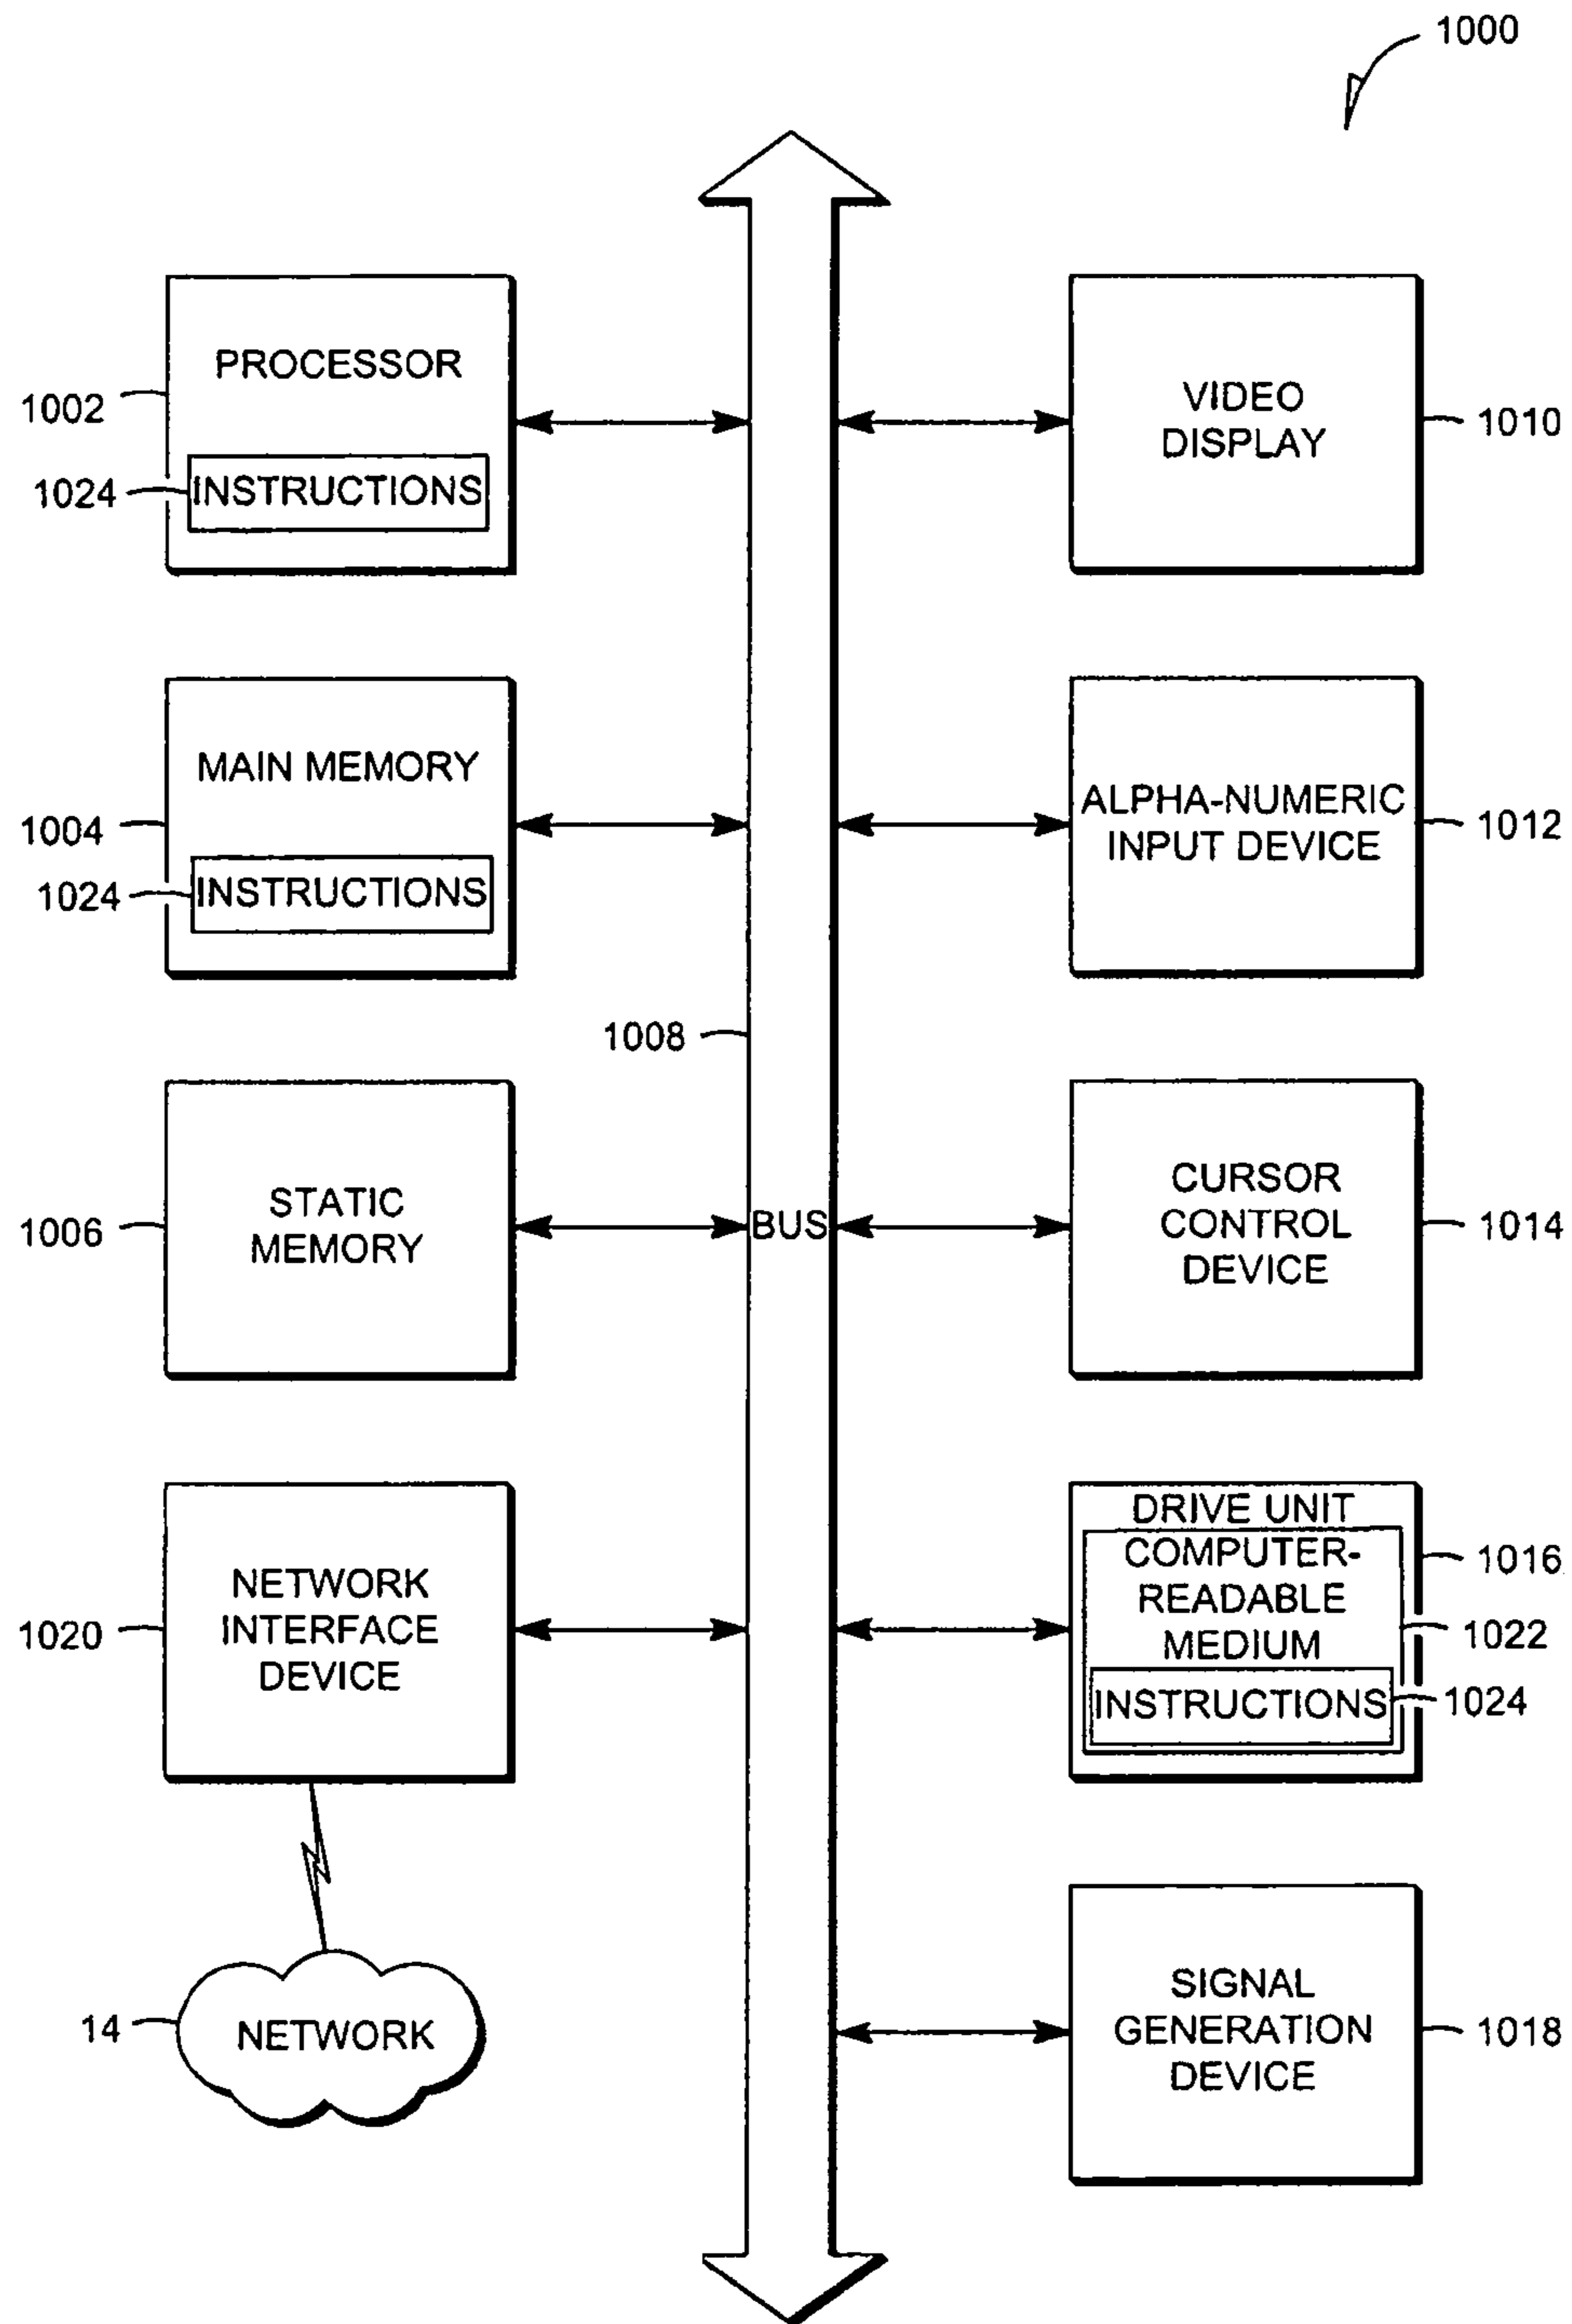 1000
PROCESSOR
1002
1024
INSTRUCTIONS
VIDEO
DISPLAY
1010
MAIN MEMORY
1004
1024
INSTRUCTIONS
ALPHA-NUMERIC
INPUT DEVICE
1012
1008
STATIC
MEMORY
1006
BUS
CURSOR
CONTROL
DEVICE
1014
NETWORK
INTERFACE
DEVICE
1020
DRIVE UNIT
COMPUTER-
READABLE
MEDIUM
1016
1022
INSTRUCTIONS
1024
14
NETWORK
SIGNAL
GENERATION
DEVICE
1018